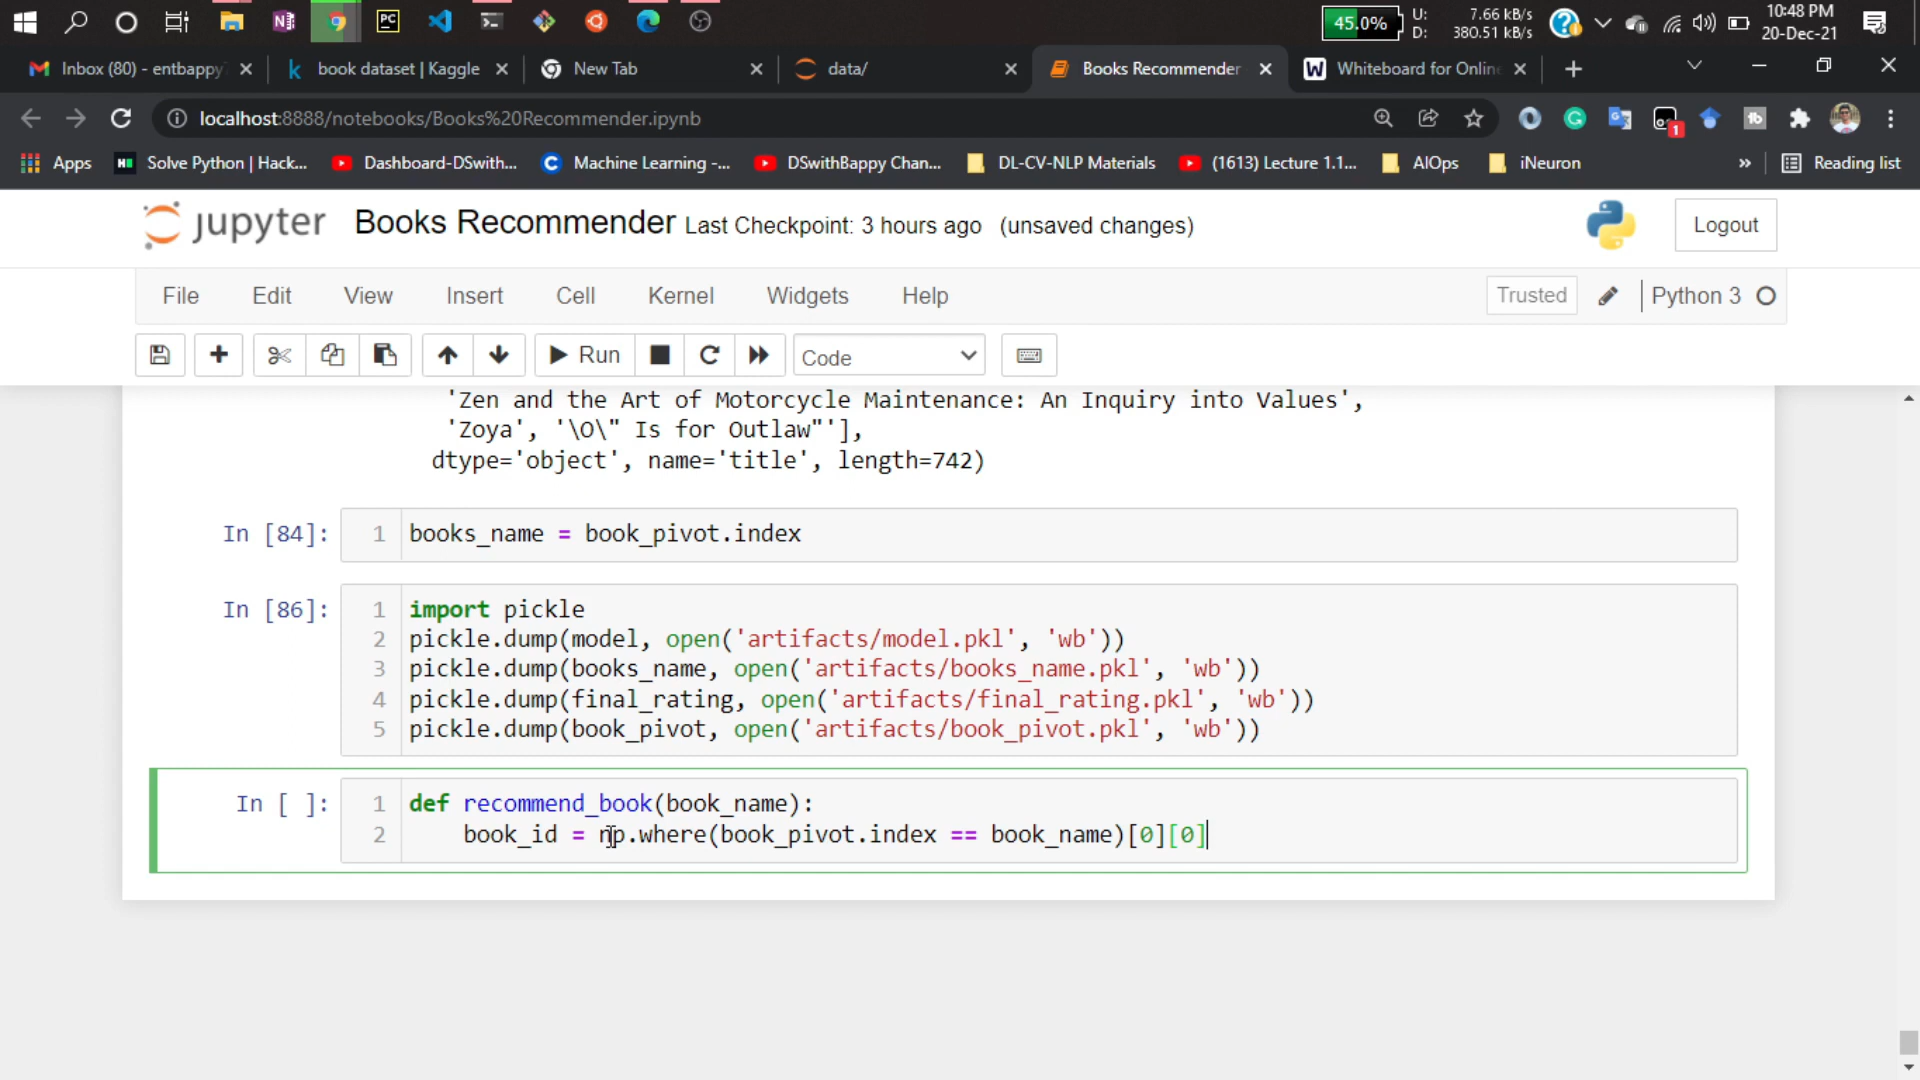 45.0%
U: 7.66 kB/s
D: 380.51 kB/s
10:48 PM
20-Dec-21
Inbox (80) - entbappy
book dataset | Kaggle
New Tab
data/
Books Recommender
Whiteboard for Online
localhost:8888/notebooks/Books%20Recommender.ipynb
Apps
Solve Python | Hack...
Dashboard-DSwith...
Machine Learning -...
DSwithBappy Chan...
DL-CV-NLP Materials
(1613) Lecture 1.1...
AIOps
iNeuron
»
Reading list
jupyter Books Recommender Last Checkpoint: 3 hours ago (unsaved changes)
Logout
File Edit View Insert Cell Kernel Widgets Help
Trusted
Python 3
Run
Code
'Zen and the Art of Motorcycle Maintenance: An Inquiry into Values',
'Zoya', '\O\" Is for Outlaw"'],
dtype='object', name='title', length=742)
In [84]: 1 books_name = book_pivot.index
In [86]: 1 import pickle
2 pickle.dump(model, open('artifacts/model.pkl', 'wb'))
3 pickle.dump(books_name, open('artifacts/books_name.pkl', 'wb'))
4 pickle.dump(final_rating, open('artifacts/final_rating.pkl', 'wb'))
5 pickle.dump(book_pivot, open('artifacts/book_pivot.pkl', 'wb'))
In [ ]: 1 def recommend_book(book_name):
2 book_id = np.where(book_pivot.index == book_name)[0][0]